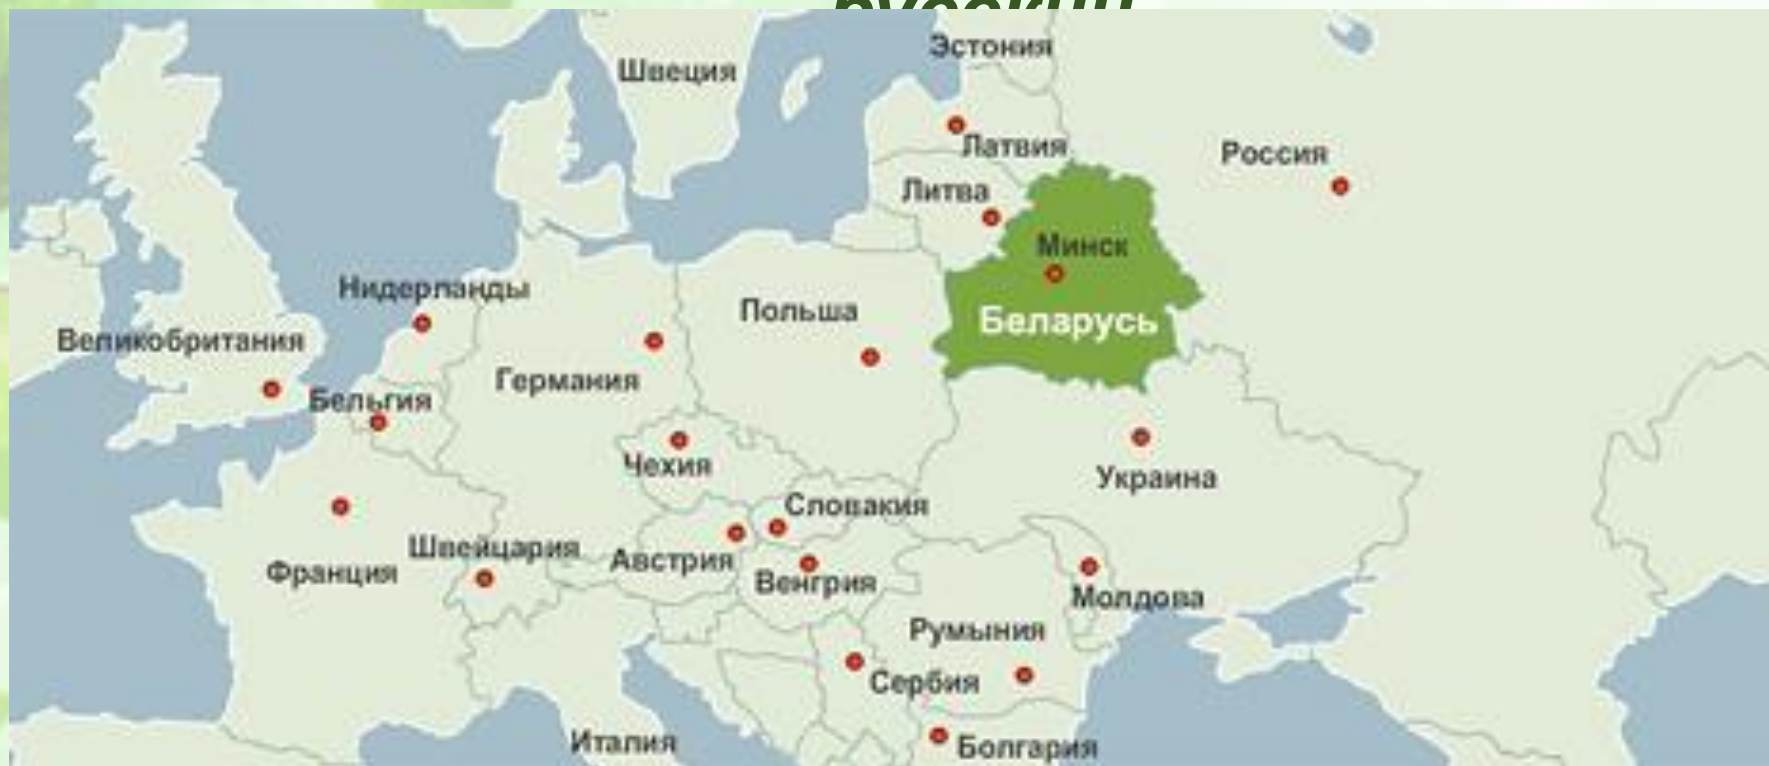 русский
Эстония
Швеция
Латвия
Россия
Литва
Минск
Нидерланды
Польша
Беларусь
Великобритания
Германия
Бельгия
Чехия
Украина
Словакия
Швейцария
Австрия
Франция
Венгрия
Молдова
Румыния
Сербия
Италия
Болгария